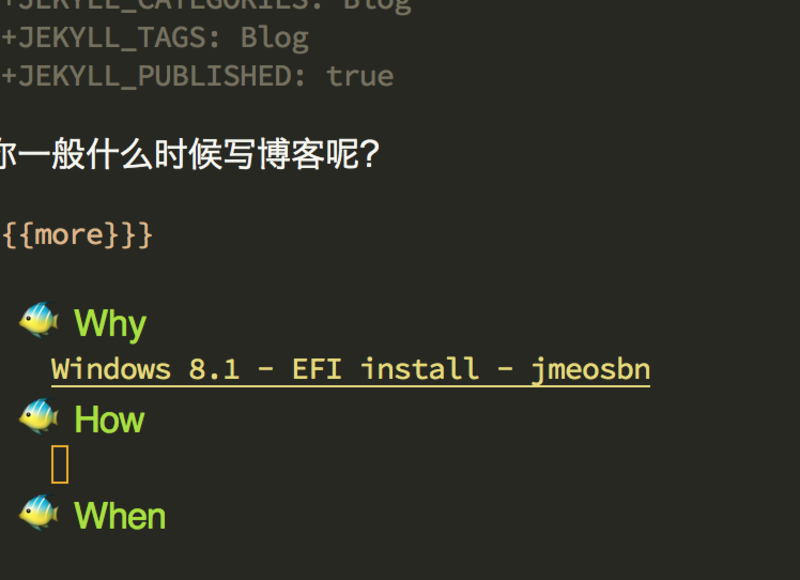 +JEKYLL_CATEGORIES: Blog
+JEKYLL_TAGS: Blog
+JEKYLL_PUBLISHED: true
你一般什么时候写博客呢?
{{more}}}
Why
Windows 8.1 - EFI install - jmeosbn
How
When